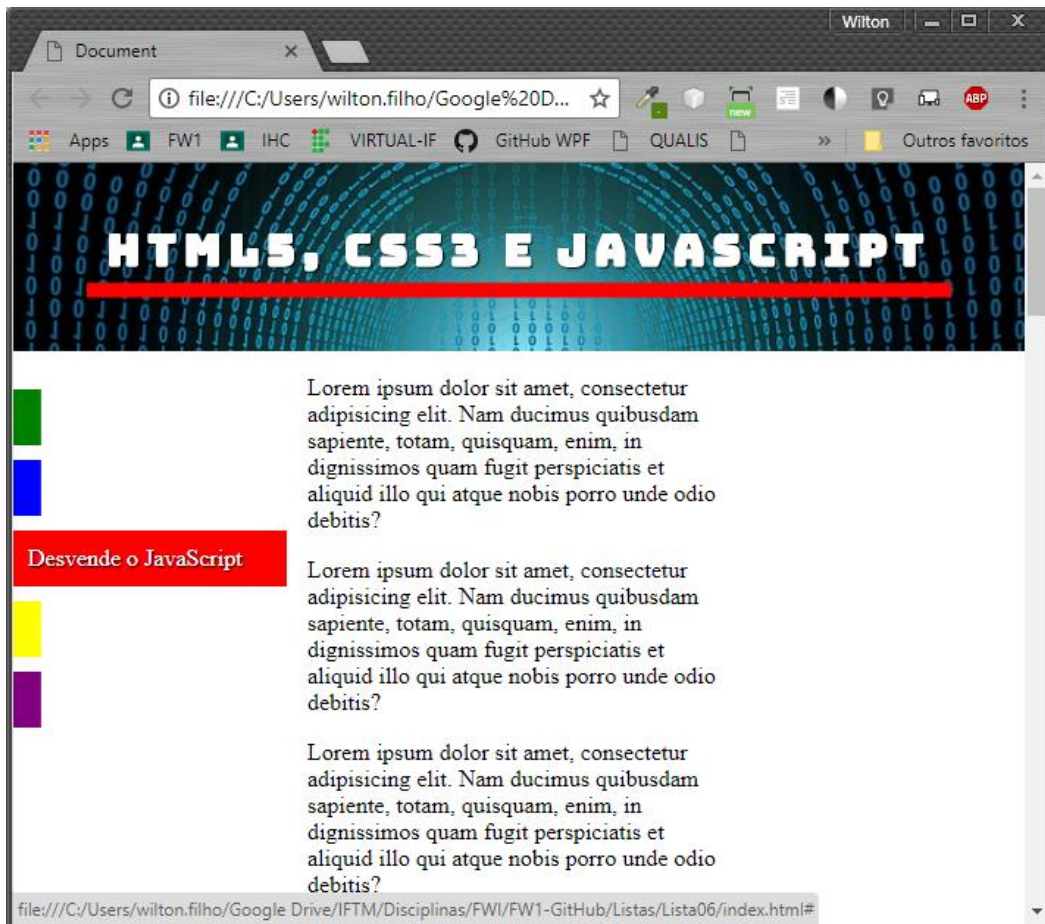 Wilton
Document
file:///C:/Users/wilton.filho/Google%20D...
new
ABP
Apps FW1 IHC VIRTUAL-IF GitHub WPF QUALIS » Outros favoritos
HTML5, CSS3 E JAVASCRIPT
Lorem ipsum dolor sit amet, consectetur
adipisicing elit. Nam ducimus quibusdam
sapiente, totam, quisquam, enim, in
dignissimos quam fugit perspiciatis et
aliquid illo qui atque nobis porro unde odio
debitis?
Desvende o JavaScript
Lorem ipsum dolor sit amet, consectetur
adipisicing elit. Nam ducimus quibusdam
sapiente, totam, quisquam, enim, in
dignissimos quam fugit perspiciatis et
aliquid illo qui atque nobis porro unde odio
debitis?
Lorem ipsum dolor sit amet, consectetur
adipisicing elit. Nam ducimus quibusdam
sapiente, totam, quisquam, enim, in
dignissimos quam fugit perspiciatis et
aliquid illo qui atque nobis porro unde odio
debitis?
file:///C:/Users/wilton.filho/Google Drive/IFTM/Disciplinas/FWI/FW1-GitHub/Listas/Lista06/index.html#